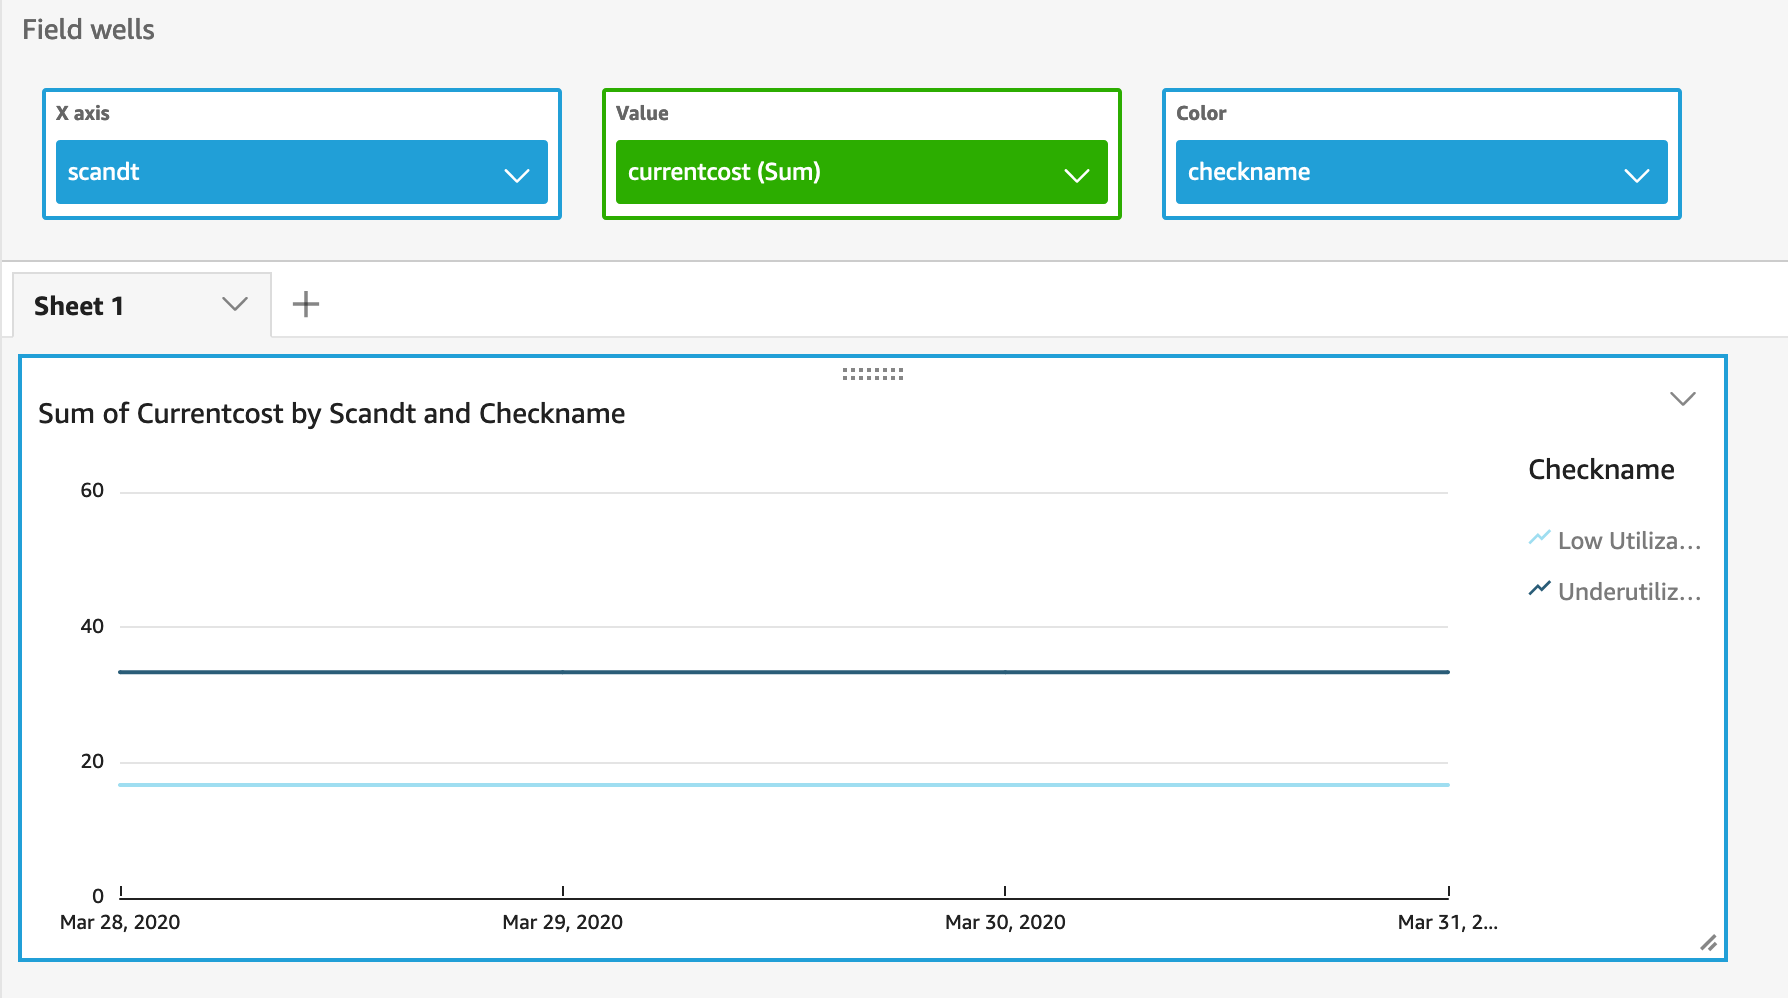 Field wells
X axis
Value
Color
scandt
currentcost (Sum)
checkname
Sheet 1
Sum of Currentcost by Scandt and Checkname
Checkname
Low Utiliza...
Underutiliz...
60
40
20
0
Mar 28, 2020
Mar 29, 2020
Mar 30, 2020
Mar 31, 2...